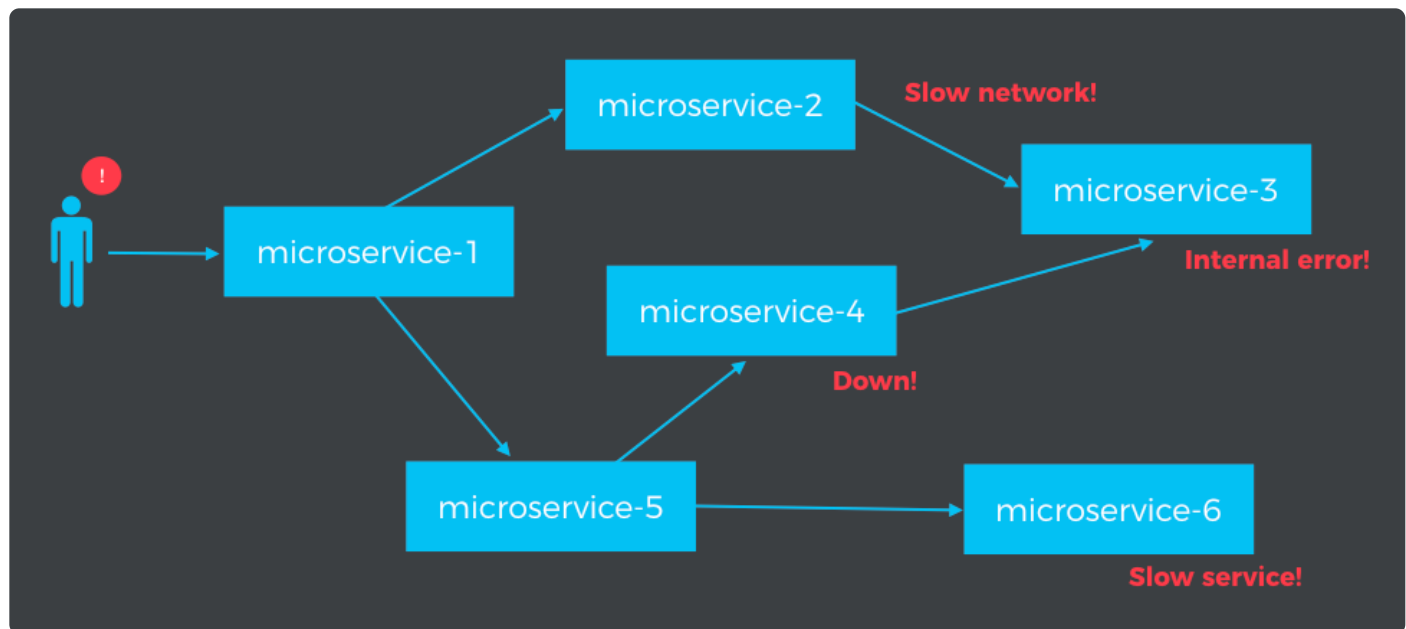 microservice-2
Slow network!
!
microservice-3
microservice-1
Internal error!
microservice-4
Down!
microservice-5
microservice-6
Slow service!